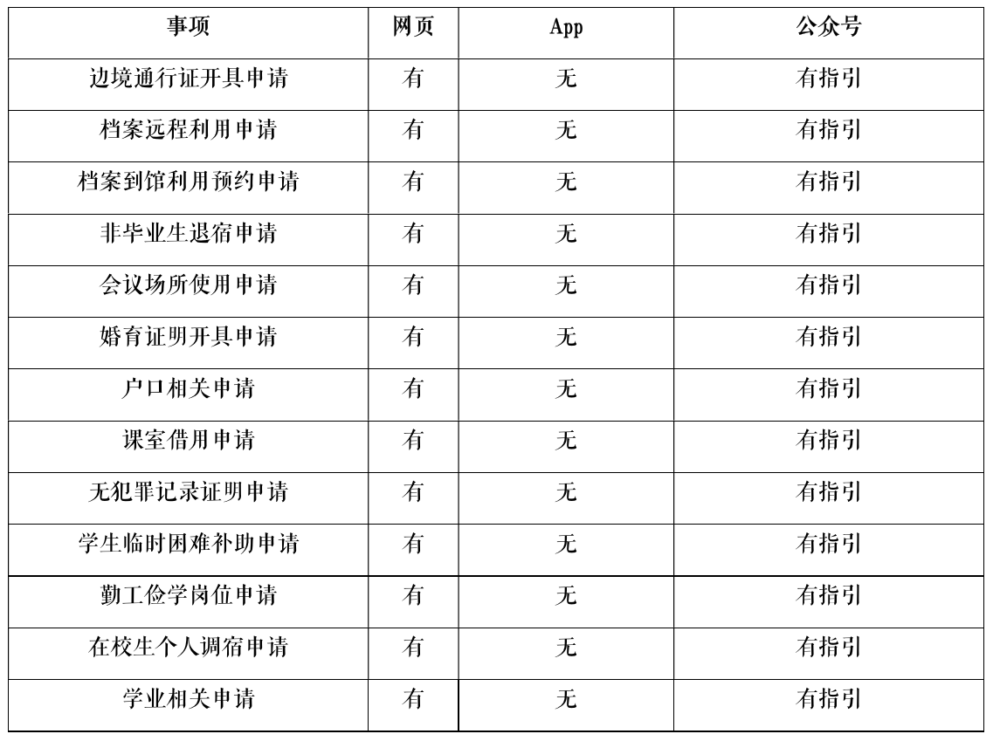 事项 网页 App 公众号
边境通行证开具申请 有 无 有指引
档案远程利用申请 有 无 有指引
档案到馆利用预约申请 有 无 有指引
非毕业生退宿申请 有 无 有指引
会议场所使用申请 有 无 有指引
婚育证明开具申请 有 无 有指引
户口相关申请 有 无 有指引
课室借用申请 有 无 有指引
无犯罪记录证明申请 有 无 有指引
学生临时困难补助申请 有 无 有指引
勤工俭学岗位申请 有 无 有指引
在校生个人调宿申请 有 无 有指引
学业相关申请 有 无 有指引